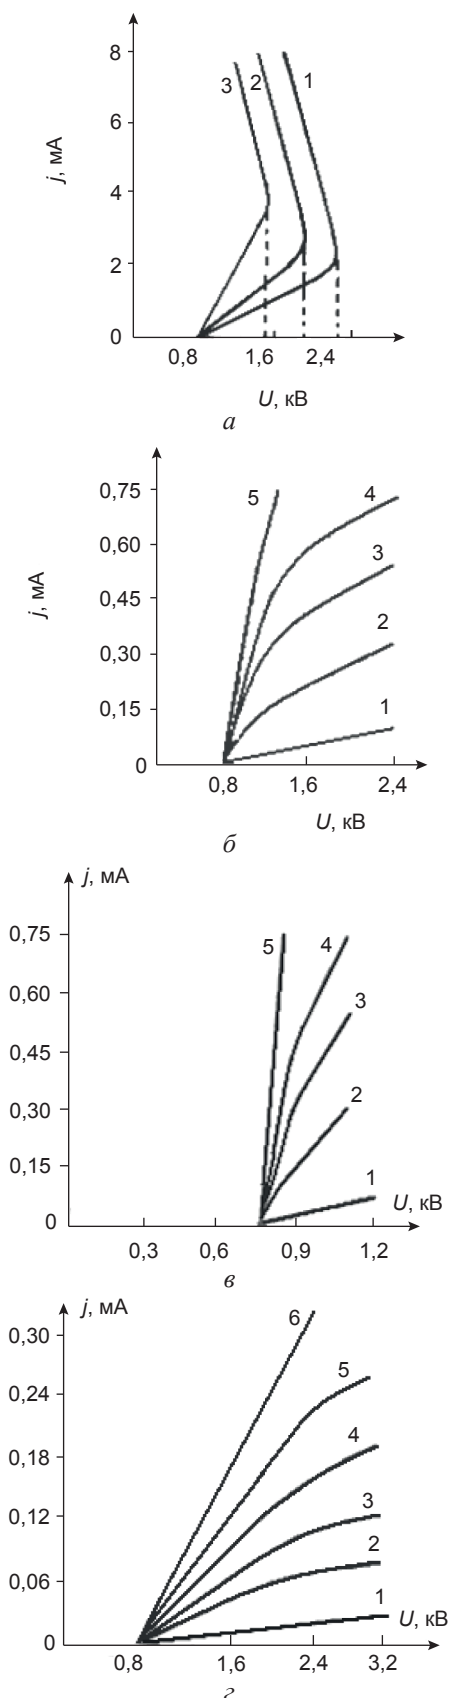 8
3 2 1
6
j, мА
4
2
0
0,8 1,6 2,4
U, кВ
а
0,75 5 4
0,60 3
j, мА
0,45 2
0,30
0,15 1
0
0,8 1,6 2,4
U, кВ
б
j, мА
0,75 5 4
0,60 3
0,45
0,30 2
0,15 1
U, кВ
0
0,3 0,6 0,9 1,2
в
j, мА
0,30 6
0,24 5
0,18 4
0,12 3
2
0,06 1
U, кВ
0
0,8 1,6 2,4 3,2
г